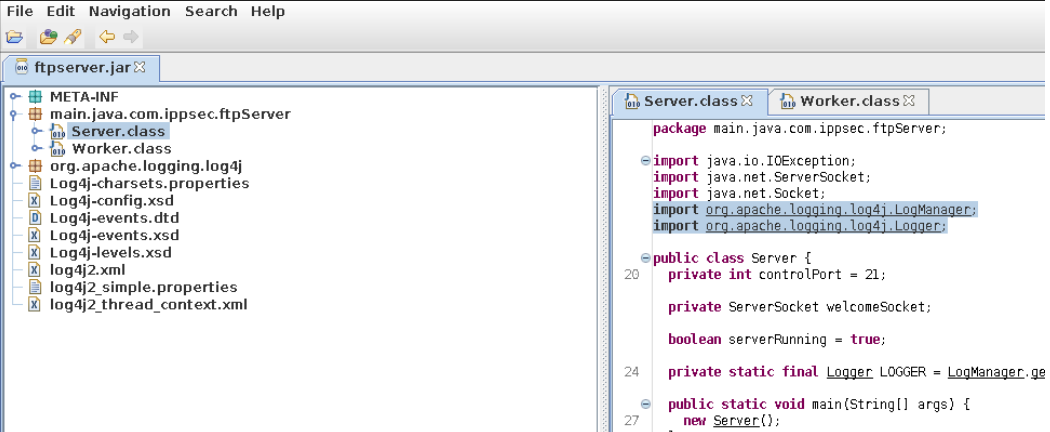 File Edit Navigation Search Help
ftpserver.jar
META-INF
main.java.com.ippsec.ftpServer
Server.class
Worker.class
org.apache.logging.log4j
Log4j-charsets.properties
Log4j-config.xsd
Log4j-events.dtd
Log4j-events.xsd
Log4j-levels.xsd
log4j2.xml
log4j2_simple.properties
log4j2_thread_context.xml
Server.class Worker.class
package main.java.com.ippsec.ftpServer;
import java.io.IOException;
import java.net.ServerSocket;
import java.net.Socket;
import org.apache.logging.log4j.LogManager;
import org.apache.logging.log4j.Logger;
public class Server {
20 private int controlPort = 21;
private ServerSocket welcomeSocket;
boolean serverRunning = true;
24 private static final Logger LOGGER = LogManager.ge
public static void main(String[] args) {
27 new Server();